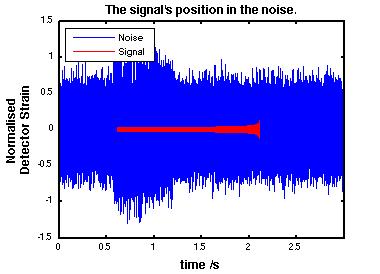 The signal's position in the noise.
1.5
Noise
Signal
1
0.5
0
-0.5
-1
-1.5
Normalised
Detector Strain
0 0.5 1 1.5 2 2.5
time /s